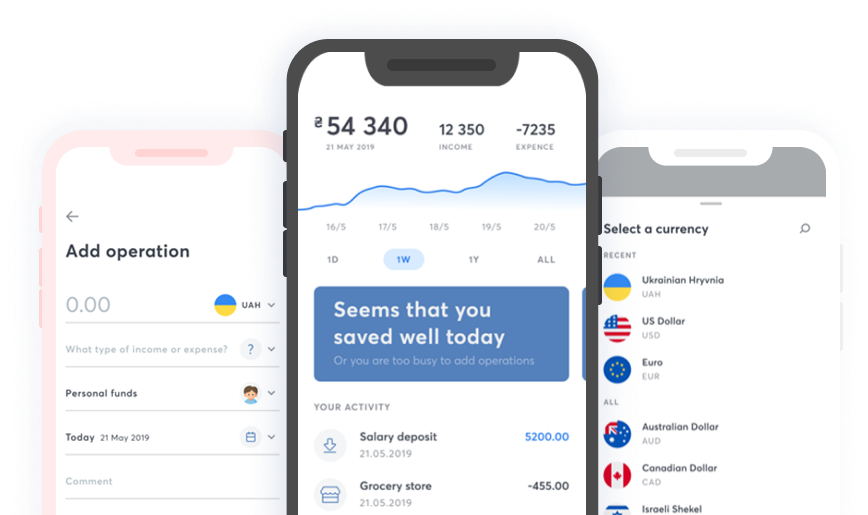 Add operation
0.00
UAH
What type of income or expense?
?
Personal funds
Today 21 May 2019
Comment
₴ 54 340
21 MAY 2019
12 350
INCOME
-7235
EXPENCE
16/5 17/5 18/5 19/5 20/5
1D 1W 1Y ALL
Seems that you
saved well today
Or you are too busy to add operations
YOUR ACTIVITY
Salary deposit 5200.00
21.05.2019
Grocery store -455.00
21.05.2019
Select a currency
RECENT
Ukrainian Hryvnia
UAH
US Dollar
USD
Euro
EUR
ALL
Australian Dollar
AUD
Canadian Dollar
CAD
Israeli Shekel